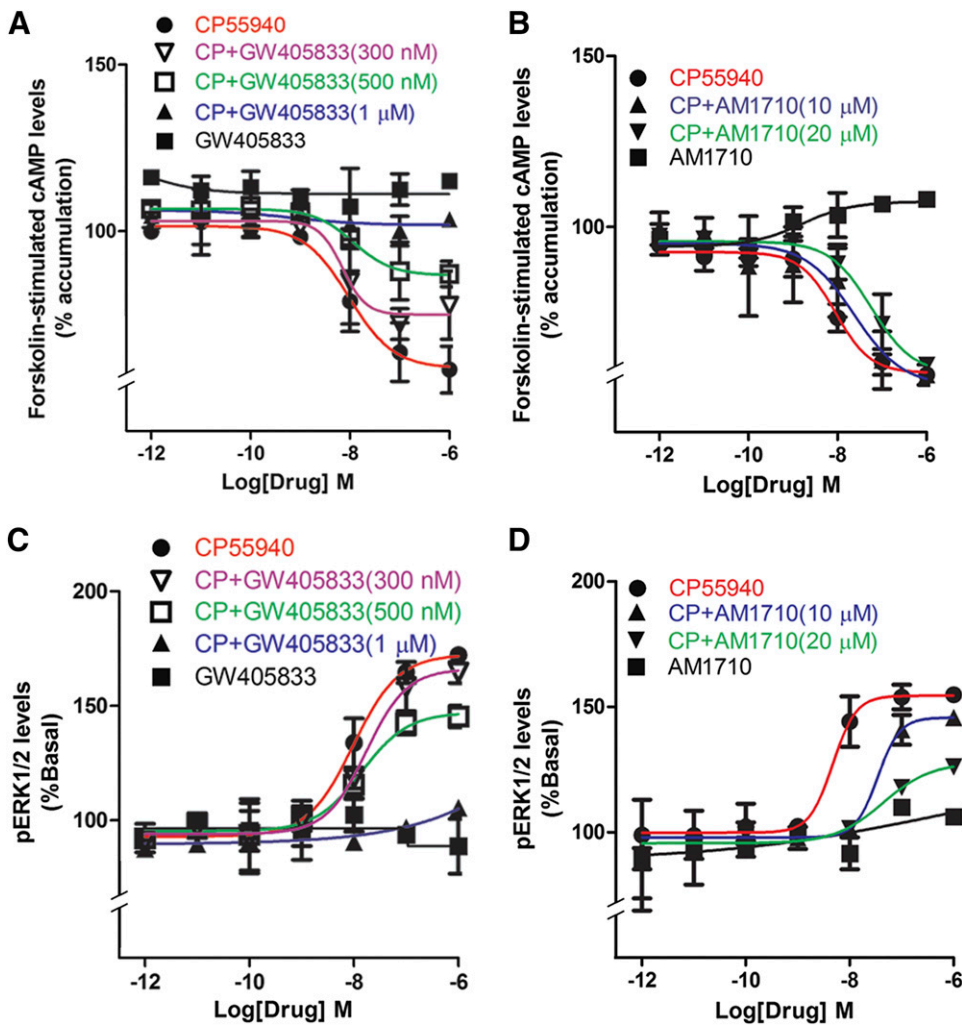 A
CP55940
CP+GW405833(300 nM)
CP+GW405833(500 nM)
CP+GW405833(1 μM)
GW405833
150
100
Forskolin-stimulated cAMP levels
(% accumulation)
-12
-10
-8
-6
Log[Drug] M
B
CP55940
CP+AM1710(10 μM)
CP+AM1710(20 μM)
AM1710
150
100
Forskolin-stimulated cAMP levels
(% accumulation)
-12
-10
-8
-6
Log[Drug] M
C
CP55940
CP+GW405833(300 nM)
CP+GW405833(500 nM)
CP+GW405833(1 μM)
GW405833
200
150
100
pERK1/2 levels
(%Basal)
-12
-10
-8
-6
Log[Drug] M
D
CP55940
CP+AM1710(10 μM)
CP+AM1710(20 μM)
AM1710
200
150
100
pERK1/2 levels
(%Basal)
-12
-10
-8
-6
Log[Drug] M